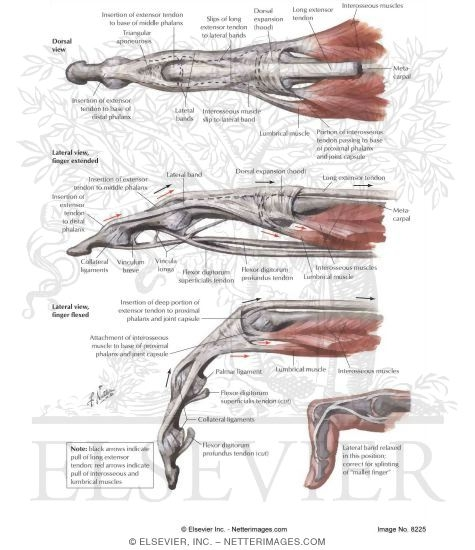 Insertion of extensor tendon
to base of middle phalanx
Triangular
aponeurosis
Slips of long
extensor tendon
to lateral bands
Dorsal
expansion
(hood)
Long extensor
tendon
Interosseous muscles
Dorsal
view
Meta-
carpal
Insertion of extensor
tendon to base of
distal phalanx
Lateral
bands
Interosseous muscle
slip to lateral band
Lumbrical muscle
Portion of interosseous
tendon passing to base
of proximal phalanx
and joint capsule
Lateral view,
finger extended
Insertion of extensor
tendon to middle phalanx
Lateral band
Dorsal expansion (hood)
Long extensor tendon
Insertion of
extensor
tendon
to distal
phalanx
Meta-
carpal
Collateral
ligaments
Vinculum
breve
Vincula
longa
Flexor digitorum
superficialis tendon
Flexor digitorum
profundus tendon
Interosseous muscles
Lumbrical muscle
Lateral view,
finger flexed
Insertion of deep portion of
extensor tendon to proximal
phalanx and joint capsule
Attachment of interosseous
muscle to base of proximal
phalanx and joint capsule
Palmar ligament
Lumbrical muscle
Interosseous muscles
Flexor digitorum
superficialis tendon (cut)
Collateral ligaments
Flexor digitorum
profundus tendon (cut)
Note: black arrows indicate
pull of long extensor
tendon; red arrows indicate
pull of interosseous and
lumbrical muscles
Lateral band relaxed
in this position;
correct for splinting
of "mallet finger"
ELSEVIER
© Elsevier Inc. - Netterimages.com
Image No. 8225
© ELSEVIER, INC. – NETTERIMAGES.COM